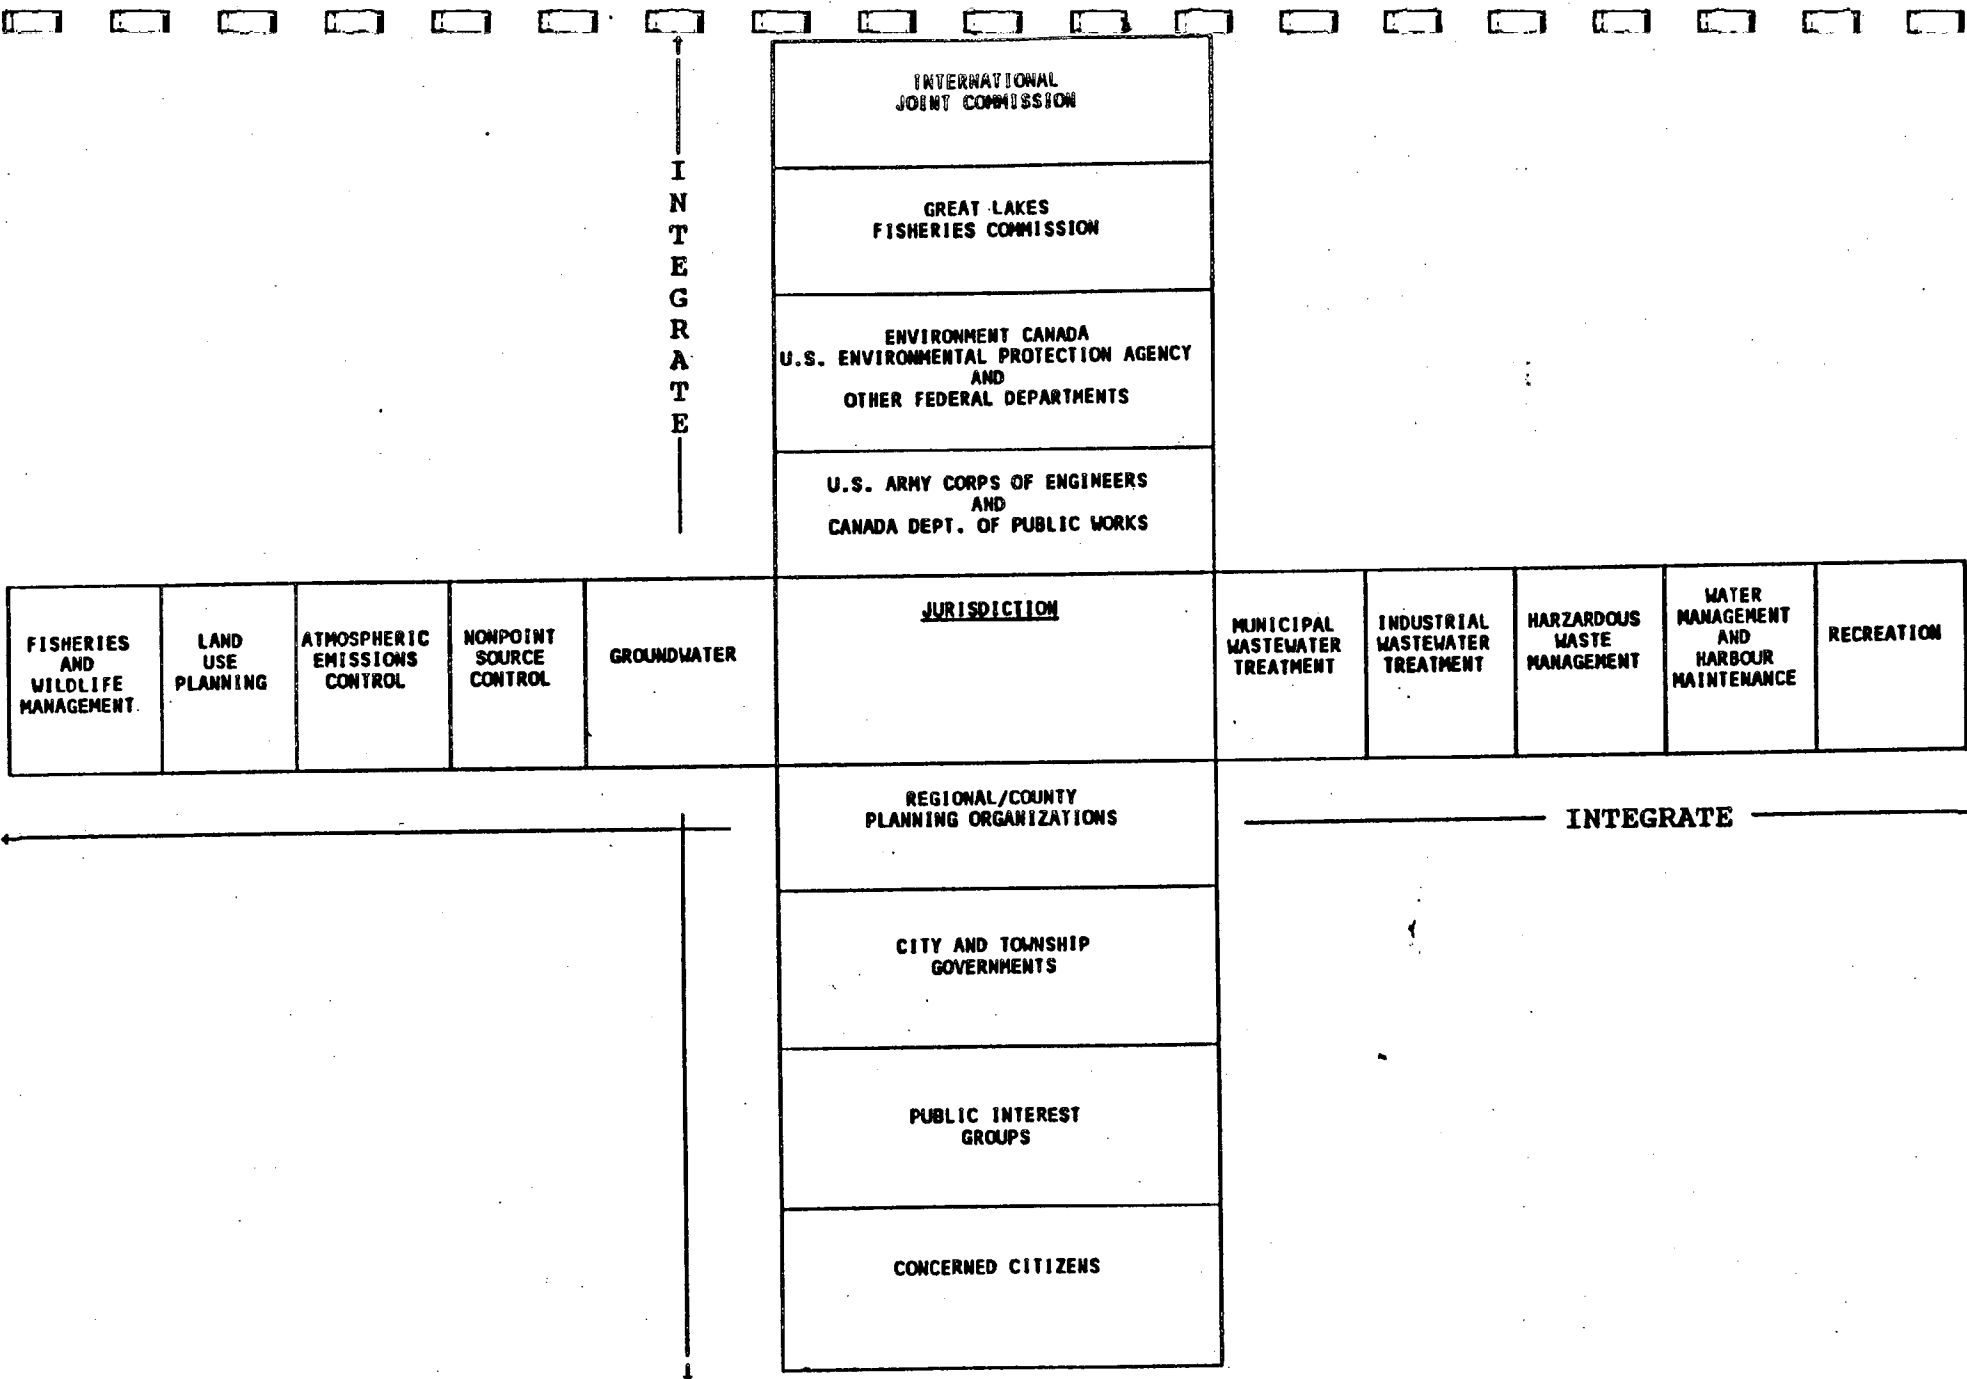 INTERNATIONAL
JOINT COMMISSION
GREAT LAKES
FISHERIES COMMISSION
ENVIRONMENT CANADA
U.S. ENVIRONMENTAL PROTECTION AGENCY
AND
OTHER FEDERAL DEPARTMENTS
U.S. ARMY CORPS OF ENGINEERS
AND
CANADA DEPT. OF PUBLIC WORKS
INTEGRATE
FISHERIES
AND
WILDLIFE
MANAGEMENT
LAND
USE
PLANNING
ATMOSPHERIC
EMISSIONS
CONTROL
NONPOINT
SOURCE
CONTROL
GROUNDWATER
JURISDICTION
MUNICIPAL
WASTEWATER
TREATMENT
INDUSTRIAL
WASTEWATER
TREATMENT
HARZARDOUS
WASTE
MANAGEMENT
WATER
MANAGEMENT
AND
HARBOUR
MAINTENANCE
RECREATION
REGIONAL/COUNTY
PLANNING ORGANIZATIONS
INTEGRATE
CITY AND TOWNSHIP
GOVERNMENTS
PUBLIC INTEREST
GROUPS
CONCERNED CITIZENS